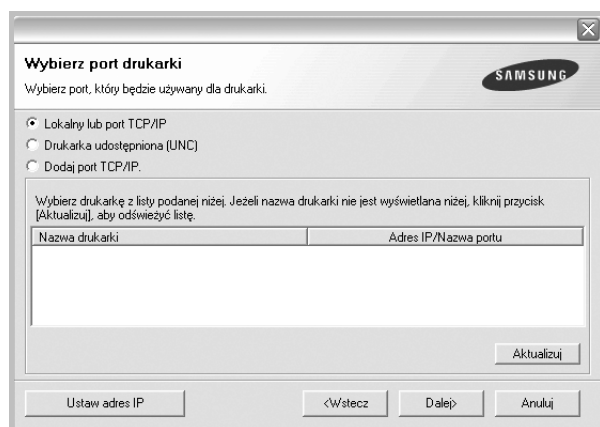 Wybierz port drukarki
Wybierz port, który będzie używany dla drukarki.
SAMSUNG
Lokalny lub port TCP/IP
Drukarka udostępniona (UNC)
Dodaj port TCP/IP.
Wybierz drukarkę z listy podanej niżej. Jeżeli nazwa drukarki nie jest wyświetlana niżej, kliknij przycisk
[Aktualizuj], aby odświeżyć listę.
Nazwa drukarki Adres IP/Nazwa portu
Aktualizuj
Ustaw adres IP <Wstecz Dalej> Anuluj